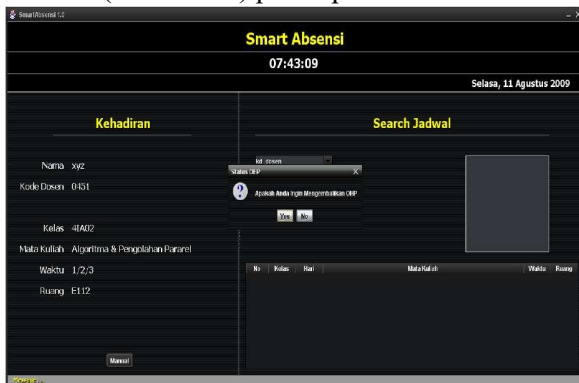 SmartAbsensi 1.0
Smart Absensi
07:43:09
Selasa, 11 Agustus 2009
Kehadiran
Nama xyz
Kode Dosen 0451
Kelas 4IA02
Mata Kuliah Algoritma & Pengolahan Pararel
Waktu 1/2/3
Ruang E112
Manual
Search Jadwal
kd_dosen
Status OHP X
Apakah Anda Ingin Mengembalikan OHP
Yes No
No Kelas Hari Mata Kuliah Waktu Ruang